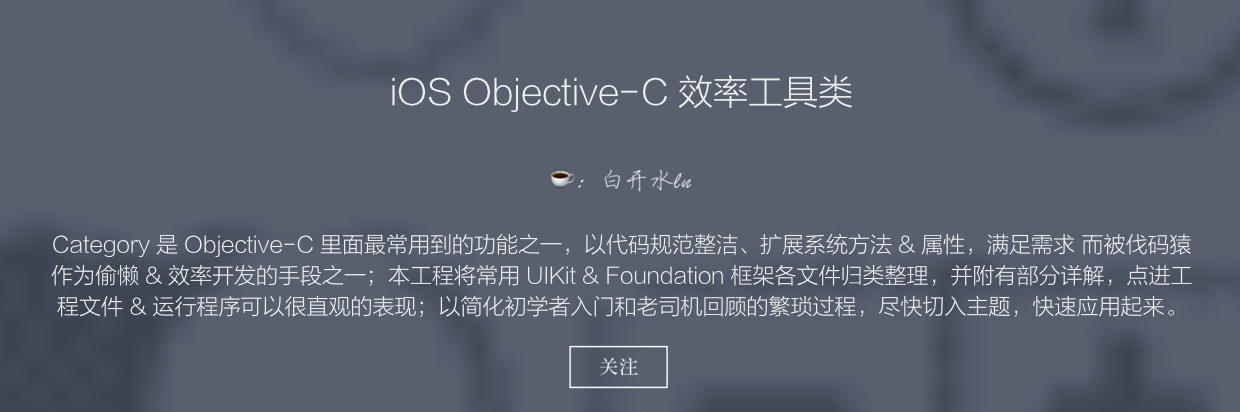 iOS Objective-C 效率工具类
☕️：白开水ln
Category 是 Objective-C 里面最常用到的功能之一，以代码规范整洁、扩展系统方法 & 属性，满足需求 而被伐码猿
作为偷懒 & 效率开发的手段之一；本工程将常用 UIKit & Foundation 框架各文件归类整理，并附有部分详解，点进工
程文件 & 运行程序可以很直观的表现；以简化初学者入门和老司机回顾的繁琐过程，尽快切入主题，快速应用起来。
关注